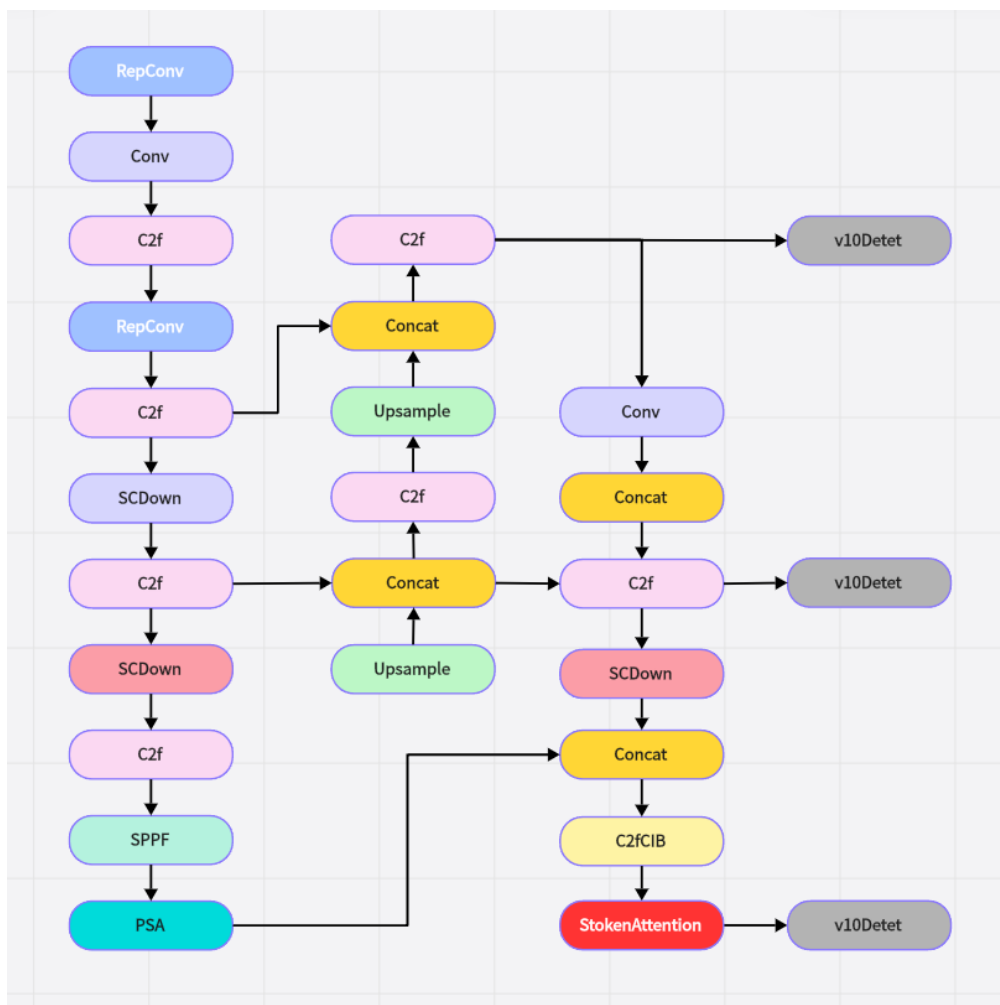 RepConv
Conv
C2f
RepConv
C2f
SCDown
C2f
SCDown
C2f
SPPF
PSA
C2f
Concat
Upsample
C2f
Concat
Upsample
Conv
Concat
C2f
SCDown
Concat
C2fCIB
StokenAttention
v10Detet
v10Detet
v10Detet